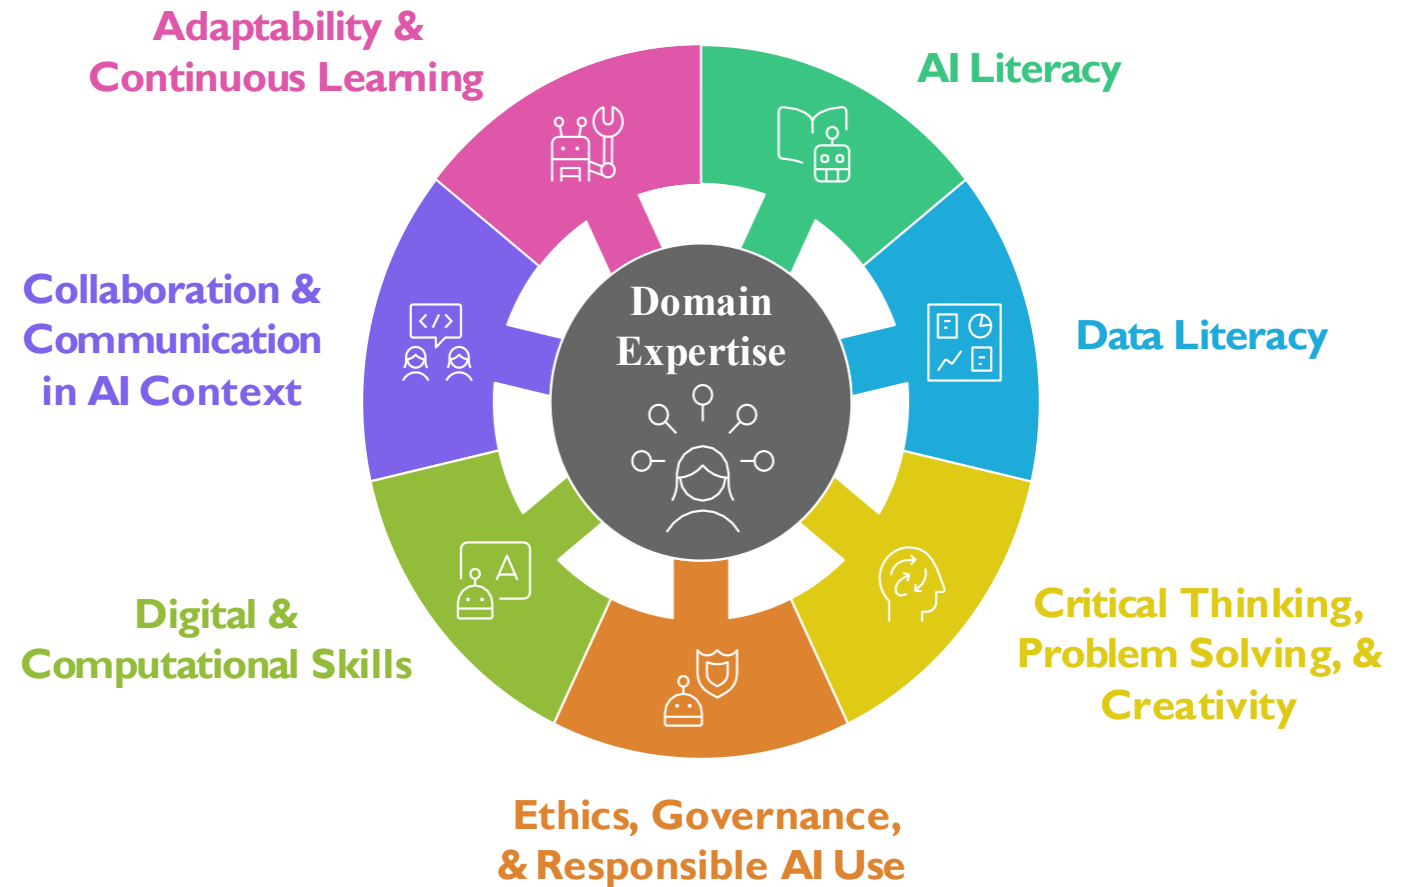 Adaptability &
Continuous Learning
AI Literacy
Collaboration &
Communication
in AI Context
Domain
Expertise
</>
Data Literacy
A
Digital &
Computational Skills
Critical Thinking,
Problem Solving, &
Creativity
Ethics, Governance,
& Responsible AI Use